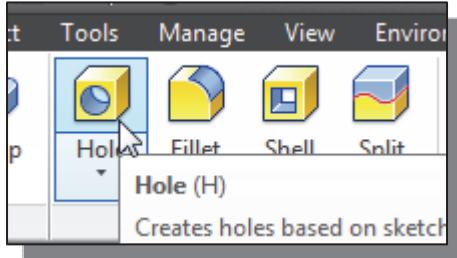 Tools Manage View
Hole Fillet Shell Split
Hole (H)
Creates holes based on sketch